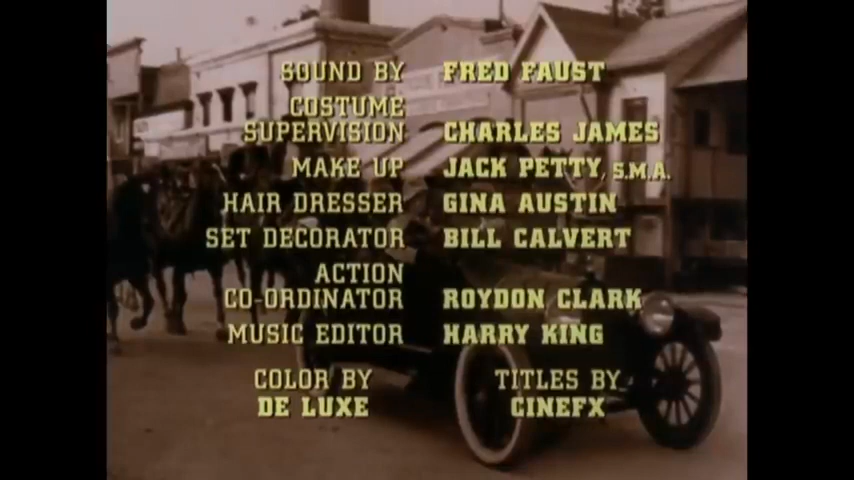 SOUND BY FRED FAUST
COSTUME
SUPERVISION CHARLES JAMES
MAKE UP JACK PETTY, S.M.A.
HAIR DRESSER GINA AUSTIN
SET DECORATOR BILL CALVERT
ACTION
CO-ORDINATOR ROYDON CLARK
MUSIC EDITOR HARRY KING
COLOR BY TITLES BY
DE LUXE CINEFX